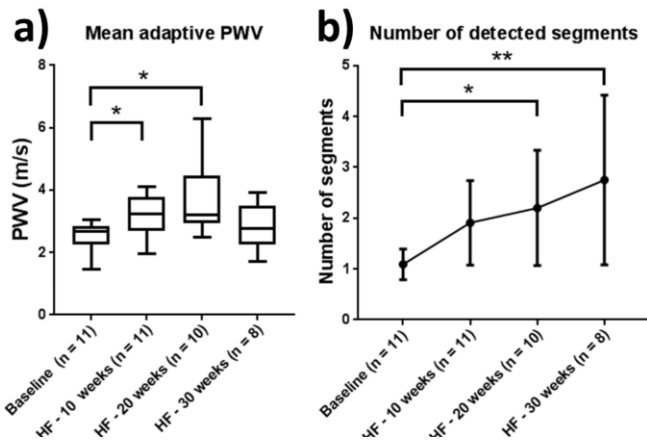 a) Mean adaptive PWV
8
6
4
2
0
PWV (m/s)
*
*
Baseline (n = 11)
HF - 10 weeks (n = 11)
HF - 20 weeks (n = 10)
HF - 30 weeks (n = 8)
b) Number of detected segments
5
4
3
2
1
0
Number of segments
**
*
Baseline (n = 11)
HF - 10 weeks (n = 11)
HF - 20 weeks (n = 10)
HF - 30 weeks (n = 8)